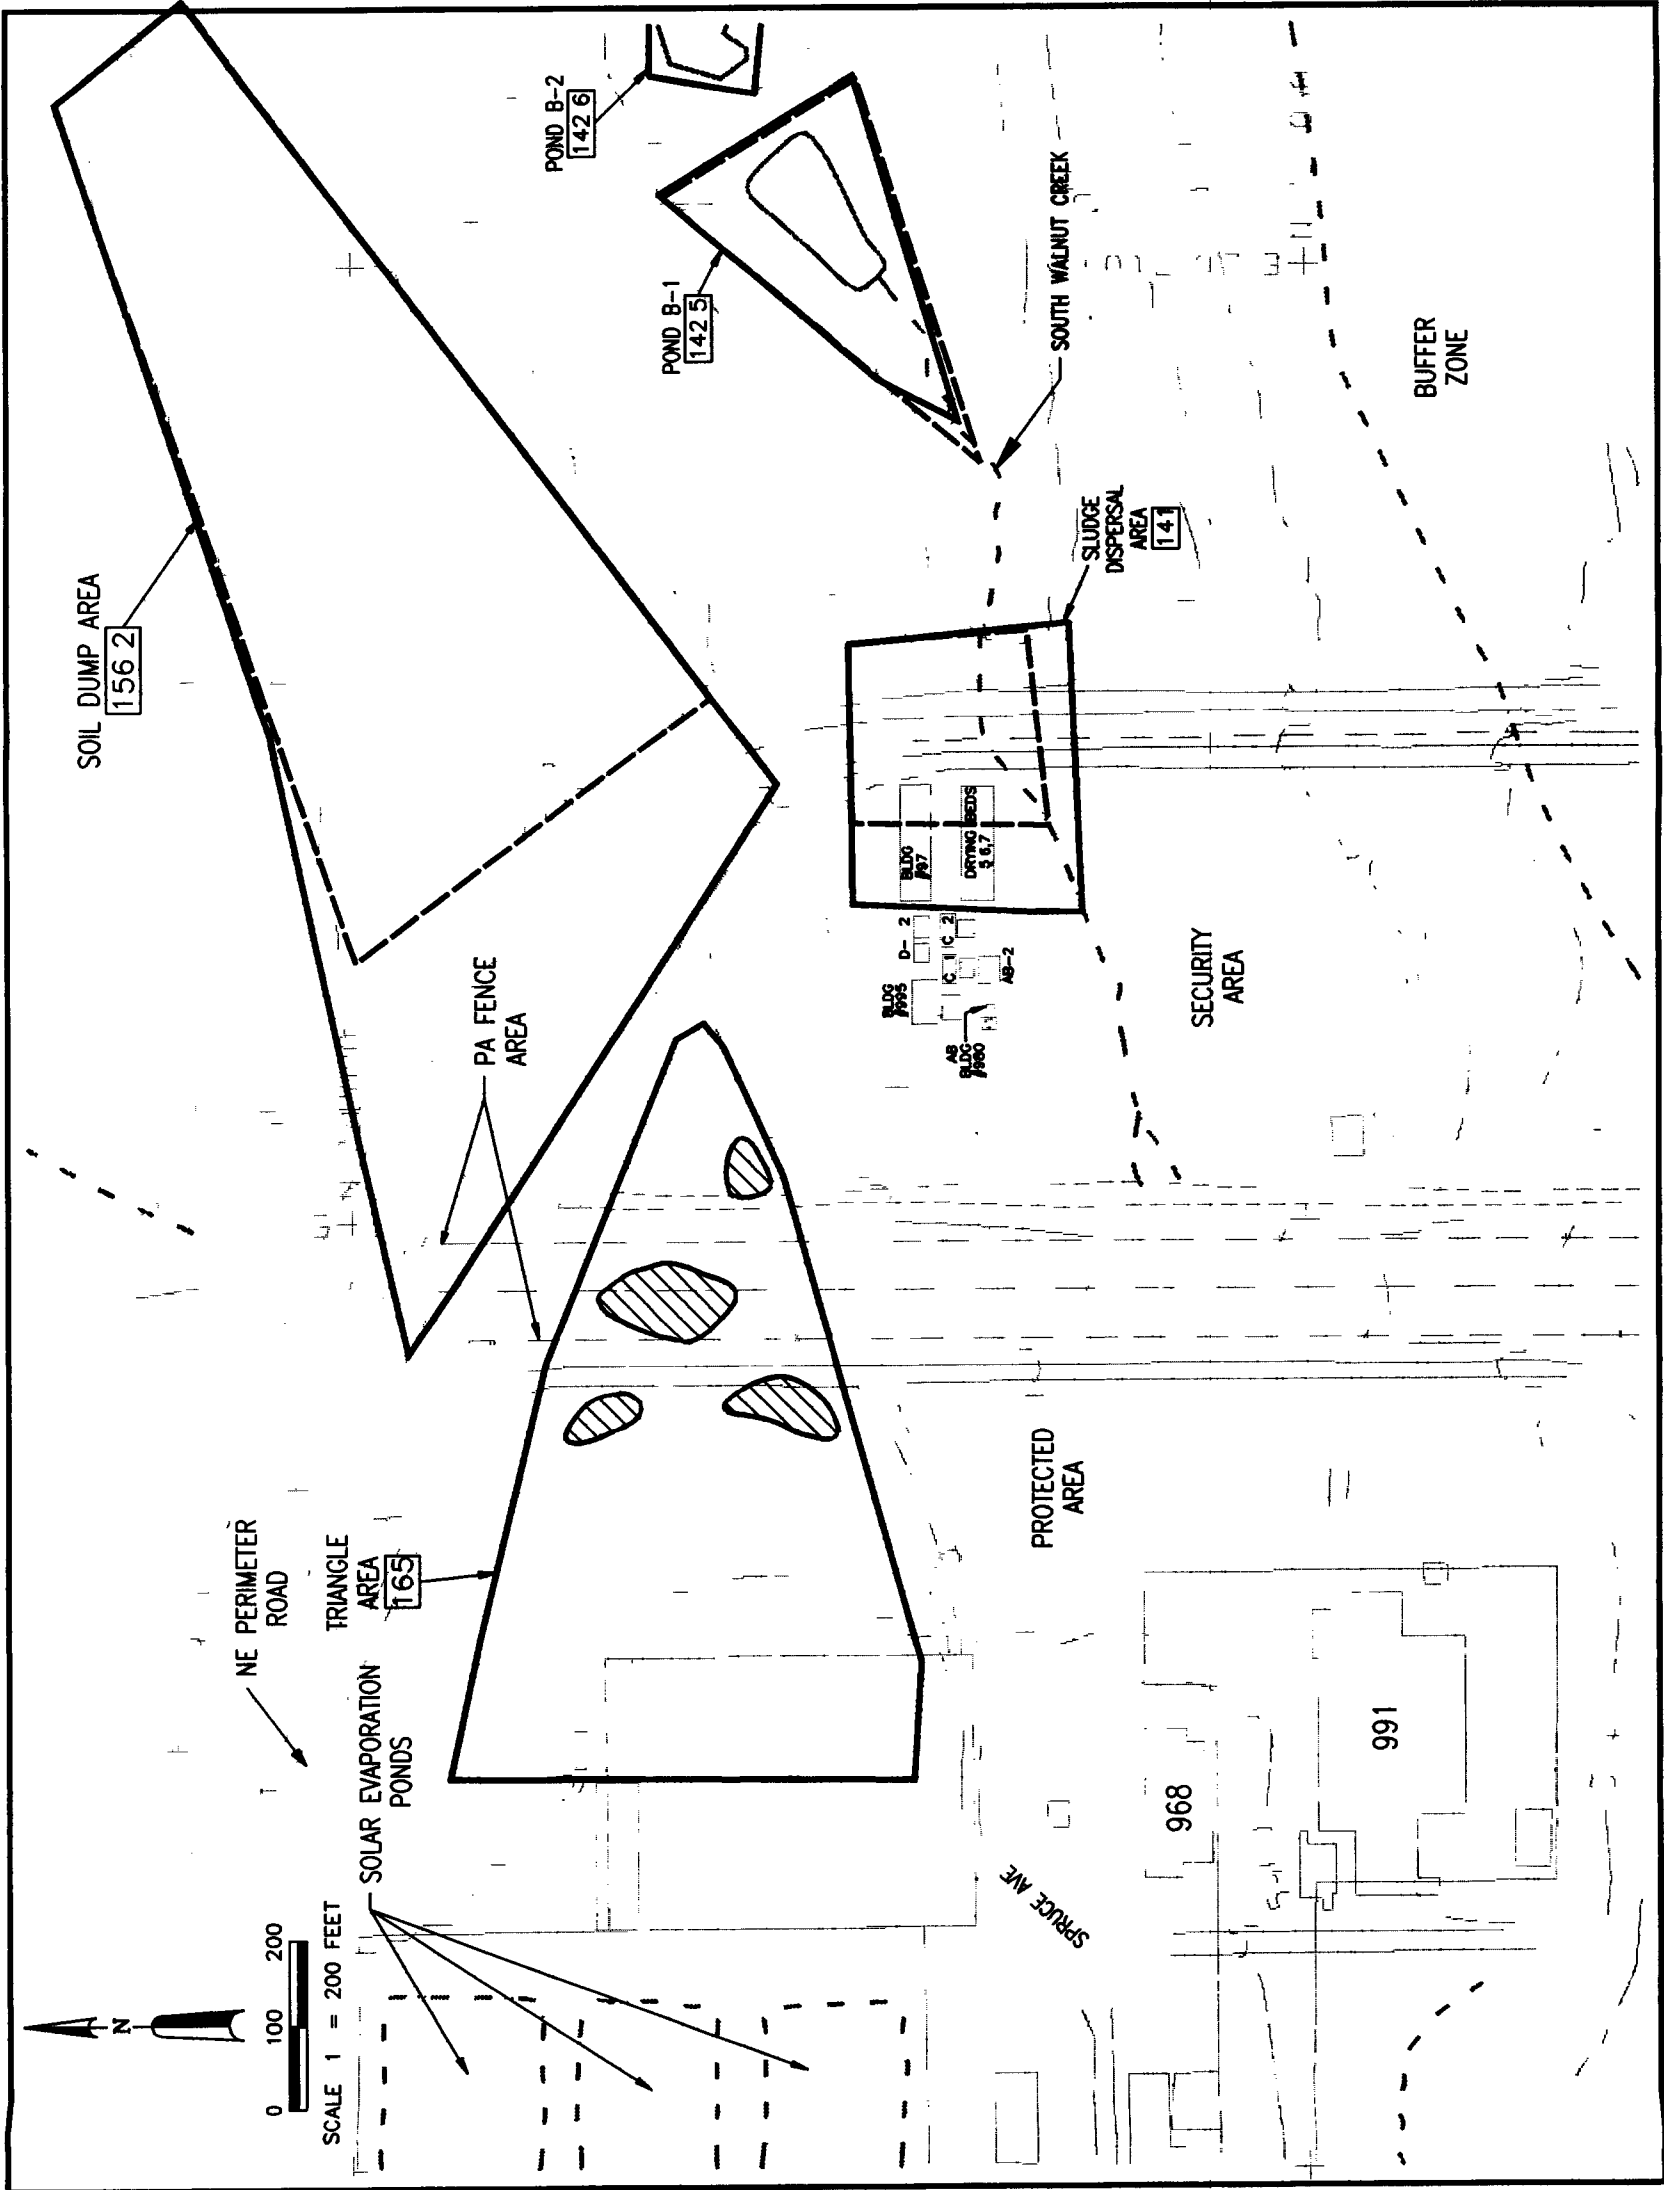 N
0 100 200
SCALE 1 = 200 FEET
SOLAR EVAPORATION
PONDS
NE PERIMETER
ROAD
TRIANGLE
AREA
165
PA FENCE
AREA
SOIL DUMP AREA
156 2
POND B-2
142 6
POND B-1
142 5
SOUTH WALNUT CREEK
SLUDGE
DISPERSAL
AREA
141
BLDG
DRYING BEDS
5 6,7
D- 2
C 2
C 1
AB-2
BLDG
#995
AB
BLDG
SECURITY
AREA
BUFFER
ZONE
PROTECTED
AREA
SPRUCE AVE
968
991